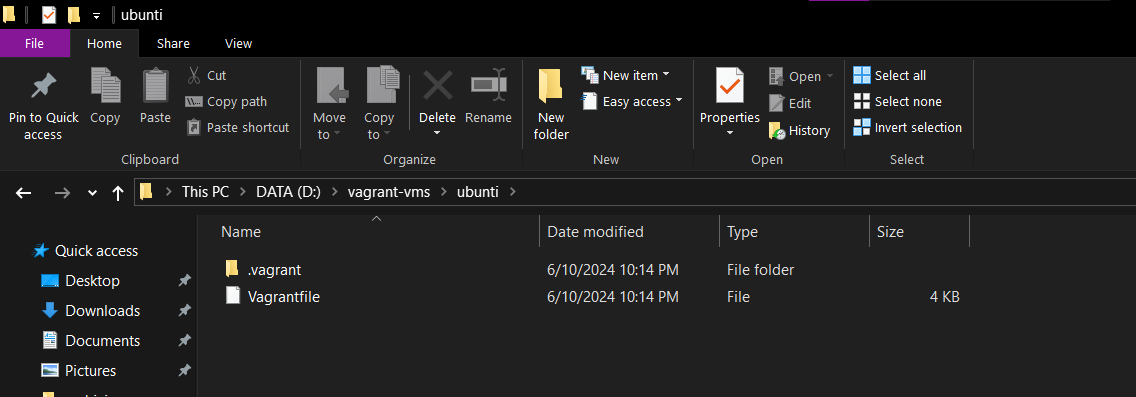 ubunti
File Home Share View
Pin to Quick access
Copy
Paste
Cut
Copy path
Paste shortcut
Clipboard
Move to
Copy to
Delete
Rename
Organize
New folder
New item
Easy access
New
Properties
Open
Edit
History
Open
Select all
Select none
Invert selection
Select
This PC > DATA (D:) > vagrant-vms > ubunti >
Name Date modified Type Size
Quick access
Desktop
Downloads
Documents
Pictures
.vagrant 6/10/2024 10:14 PM File folder
Vagrantfile 6/10/2024 10:14 PM File 4 KB